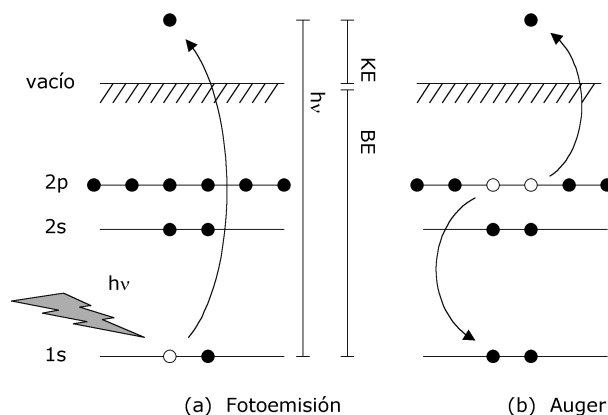 vacío
2p
2s
hν
1s
hν
KE
BE
(a) Fotoemisión
(b) Auger